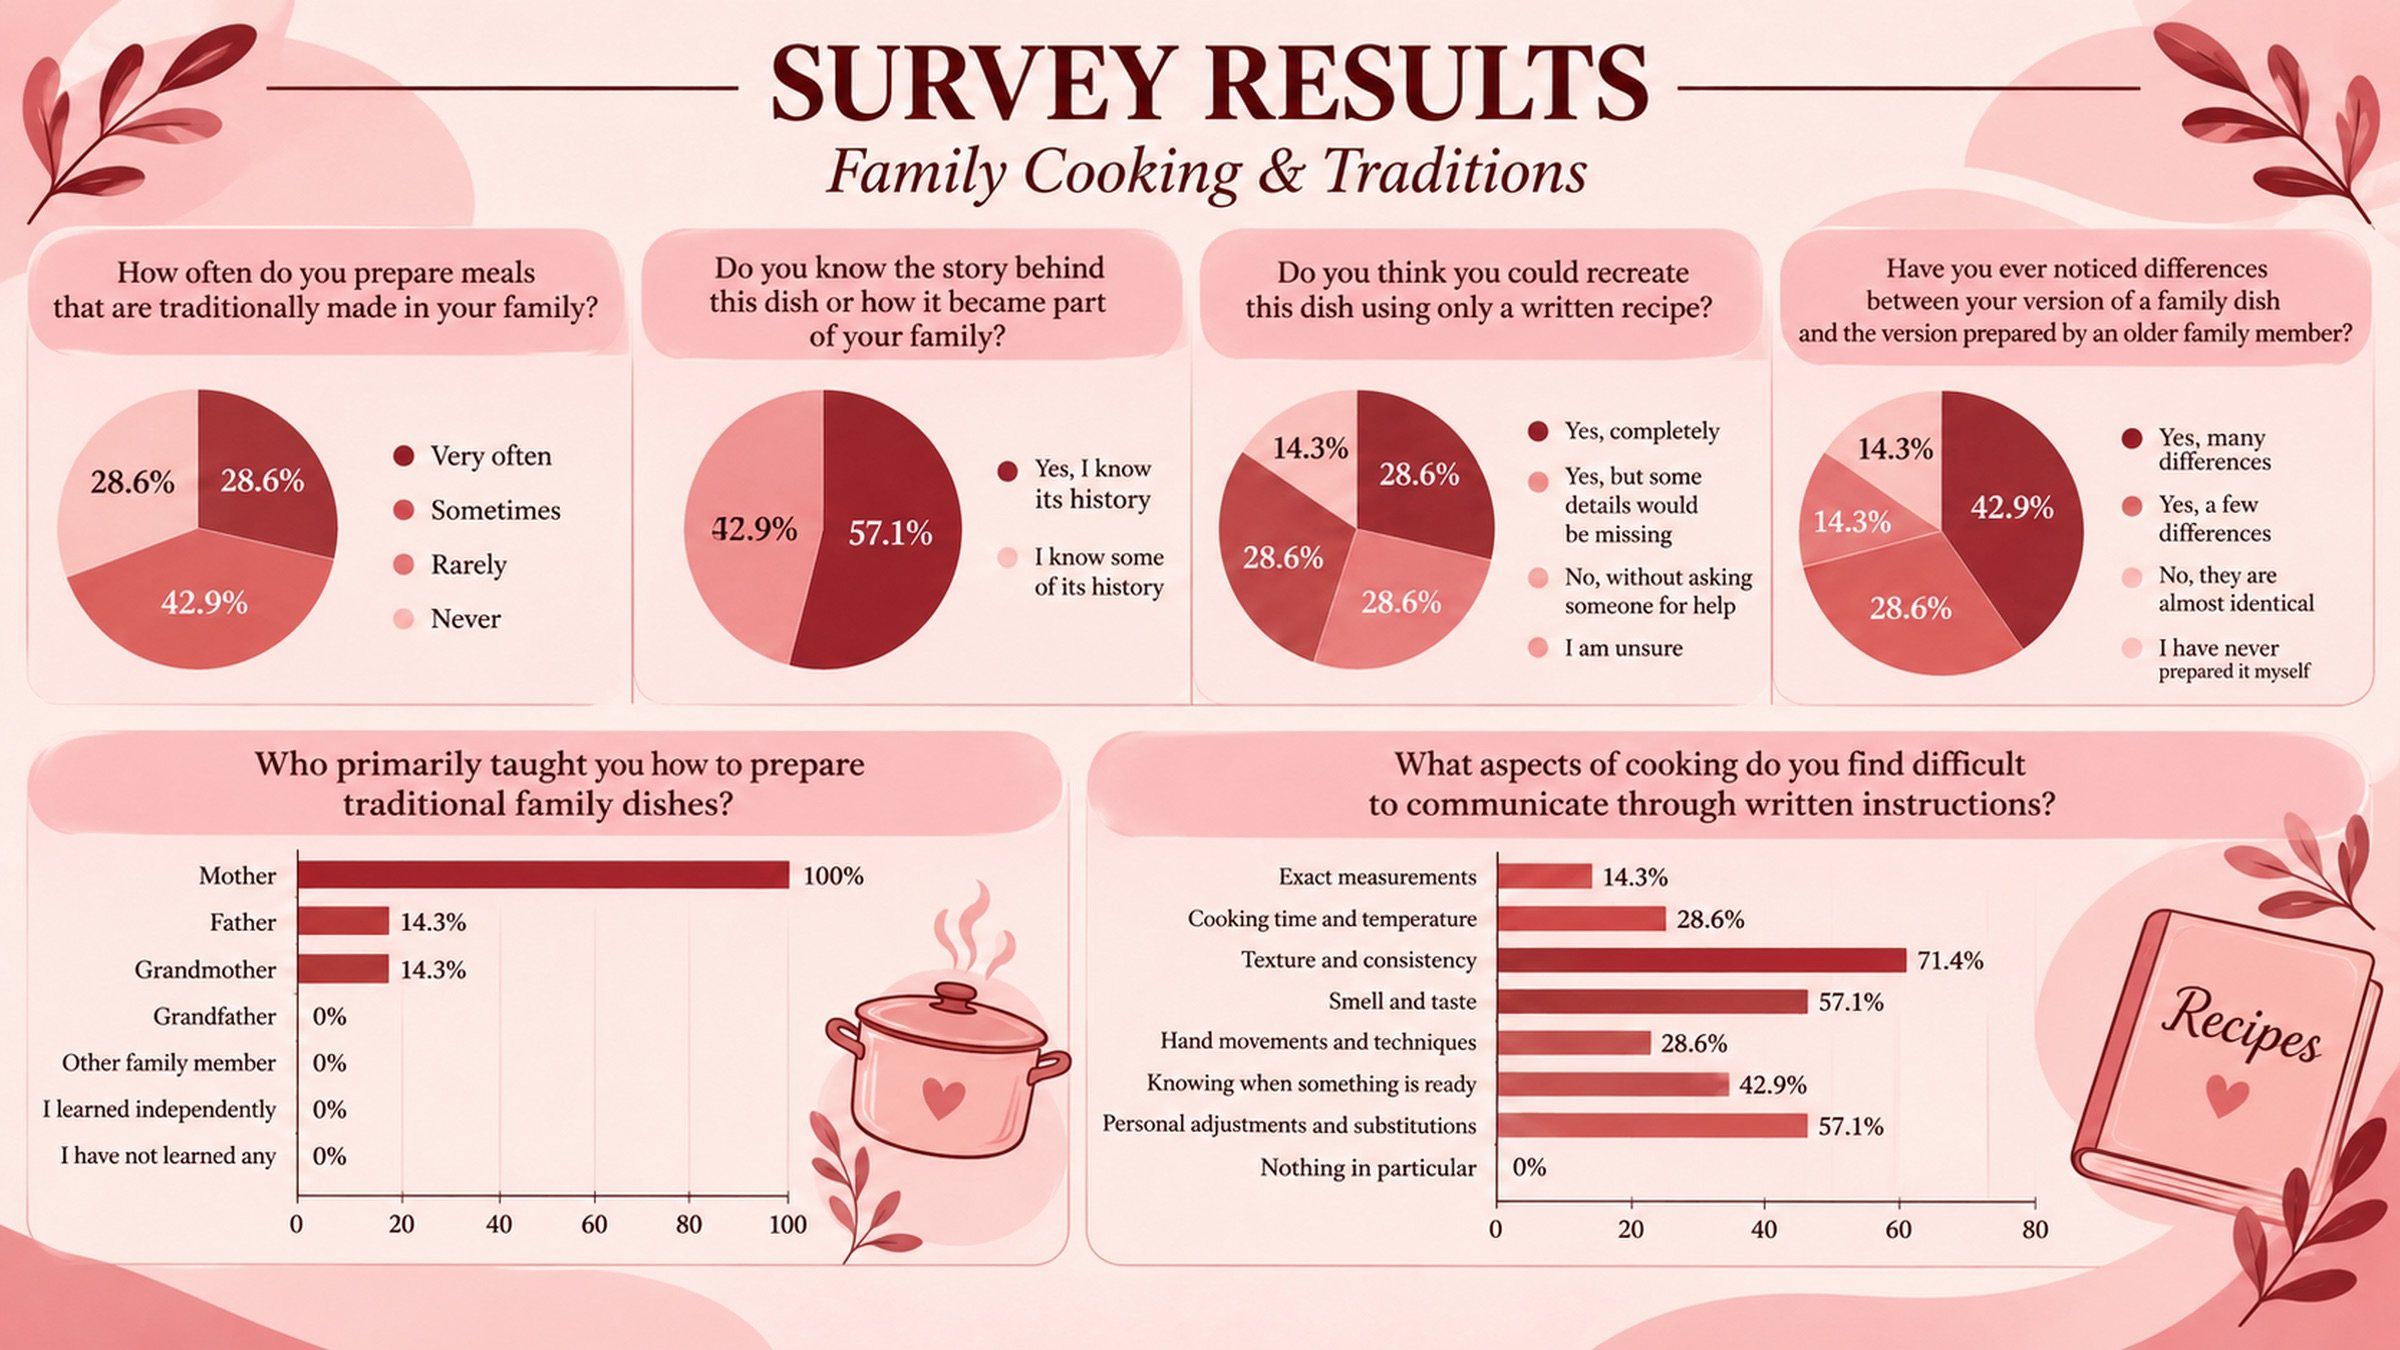 SURVEY RESULTS
Family Cooking & Traditions
How often do you prepare meals
that are traditionally made in your family?
28.6%
28.6%
42.9%
Very often
Sometimes
Rarely
Never
Do you know the story behind
this dish or how it became part
of your family?
42.9%
57.1%
Yes, I know
its history
I know some
of its history
Do you think you could recreate
this dish using only a written recipe?
14.3%
28.6%
28.6%
28.6%
Yes, completely
Yes, but some
details would
be missing
No, without asking
someone for help
I am unsure
Have you ever noticed differences
between your version of a family dish
and the version prepared by an older family member?
14.3%
42.9%
14.3%
28.6%
Yes, many
differences
Yes, a few
differences
No, they are
almost identical
I have never
prepared it myself
Who primarily taught you how to prepare
traditional family dishes?
Mother 100%
Father 14.3%
Grandmother 14.3%
Grandfather 0%
Other family member 0%
I learned independently 0%
I have not learned any 0%
0 20 40 60 80 100
What aspects of cooking do you find difficult
to communicate through written instructions?
Exact measurements 14.3%
Cooking time and temperature 28.6%
Texture and consistency 71.4%
Smell and taste 57.1%
Hand movements and techniques 28.6%
Knowing when something is ready 42.9%
Personal adjustments and substitutions 57.1%
Nothing in particular 0%
0 20 40 60 80
Recipes